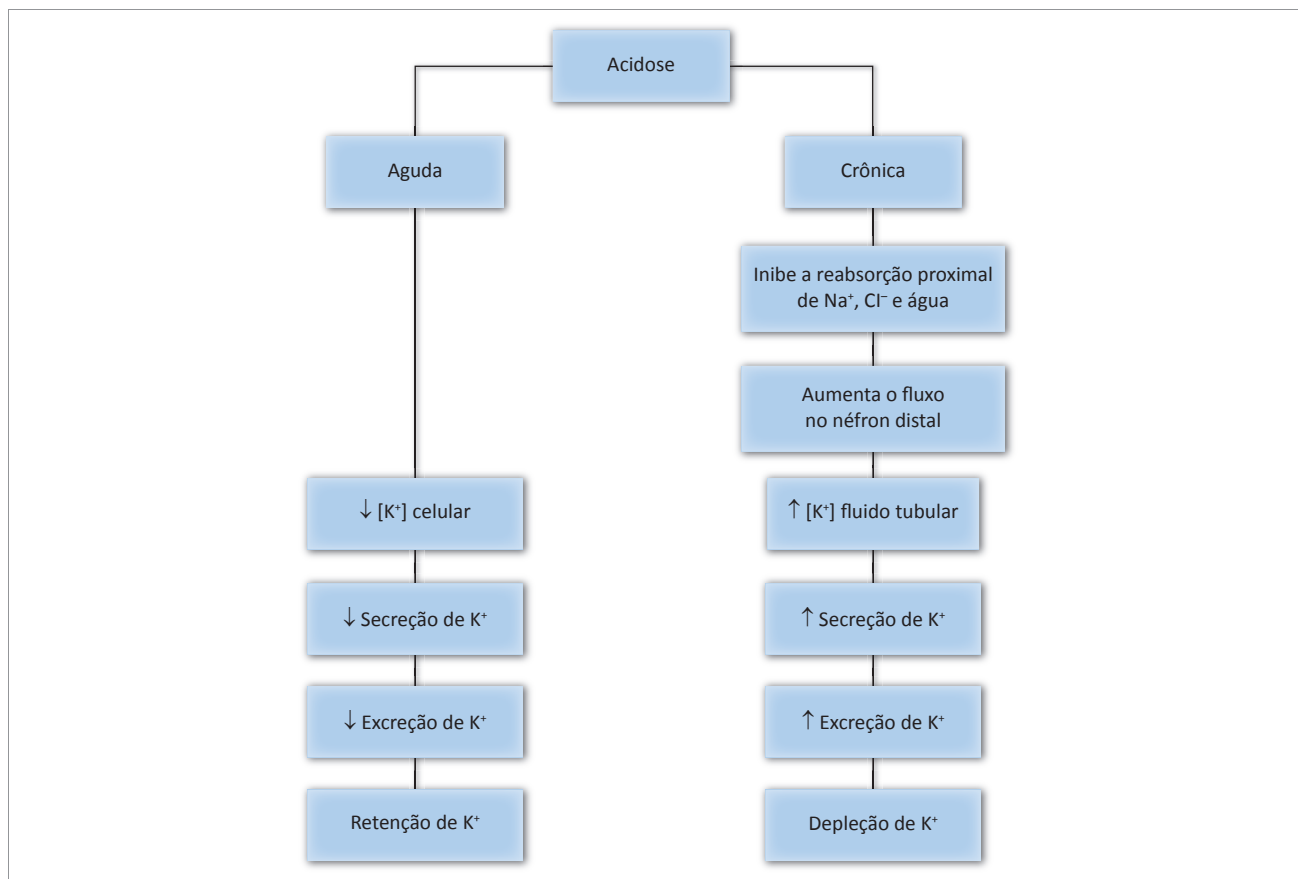 Acidose
Aguda
Crônica
Inibe a reabsorção proximal
de Na⁺, Cl⁻ e água
Aumenta o fluxo
no néfron distal
↓ [K⁺] celular
↑ [K⁺] fluido tubular
↓ Secreção de K⁺
↑ Secreção de K⁺
↓ Excreção de K⁺
↑ Excreção de K⁺
Retenção de K⁺
Depleção de K⁺